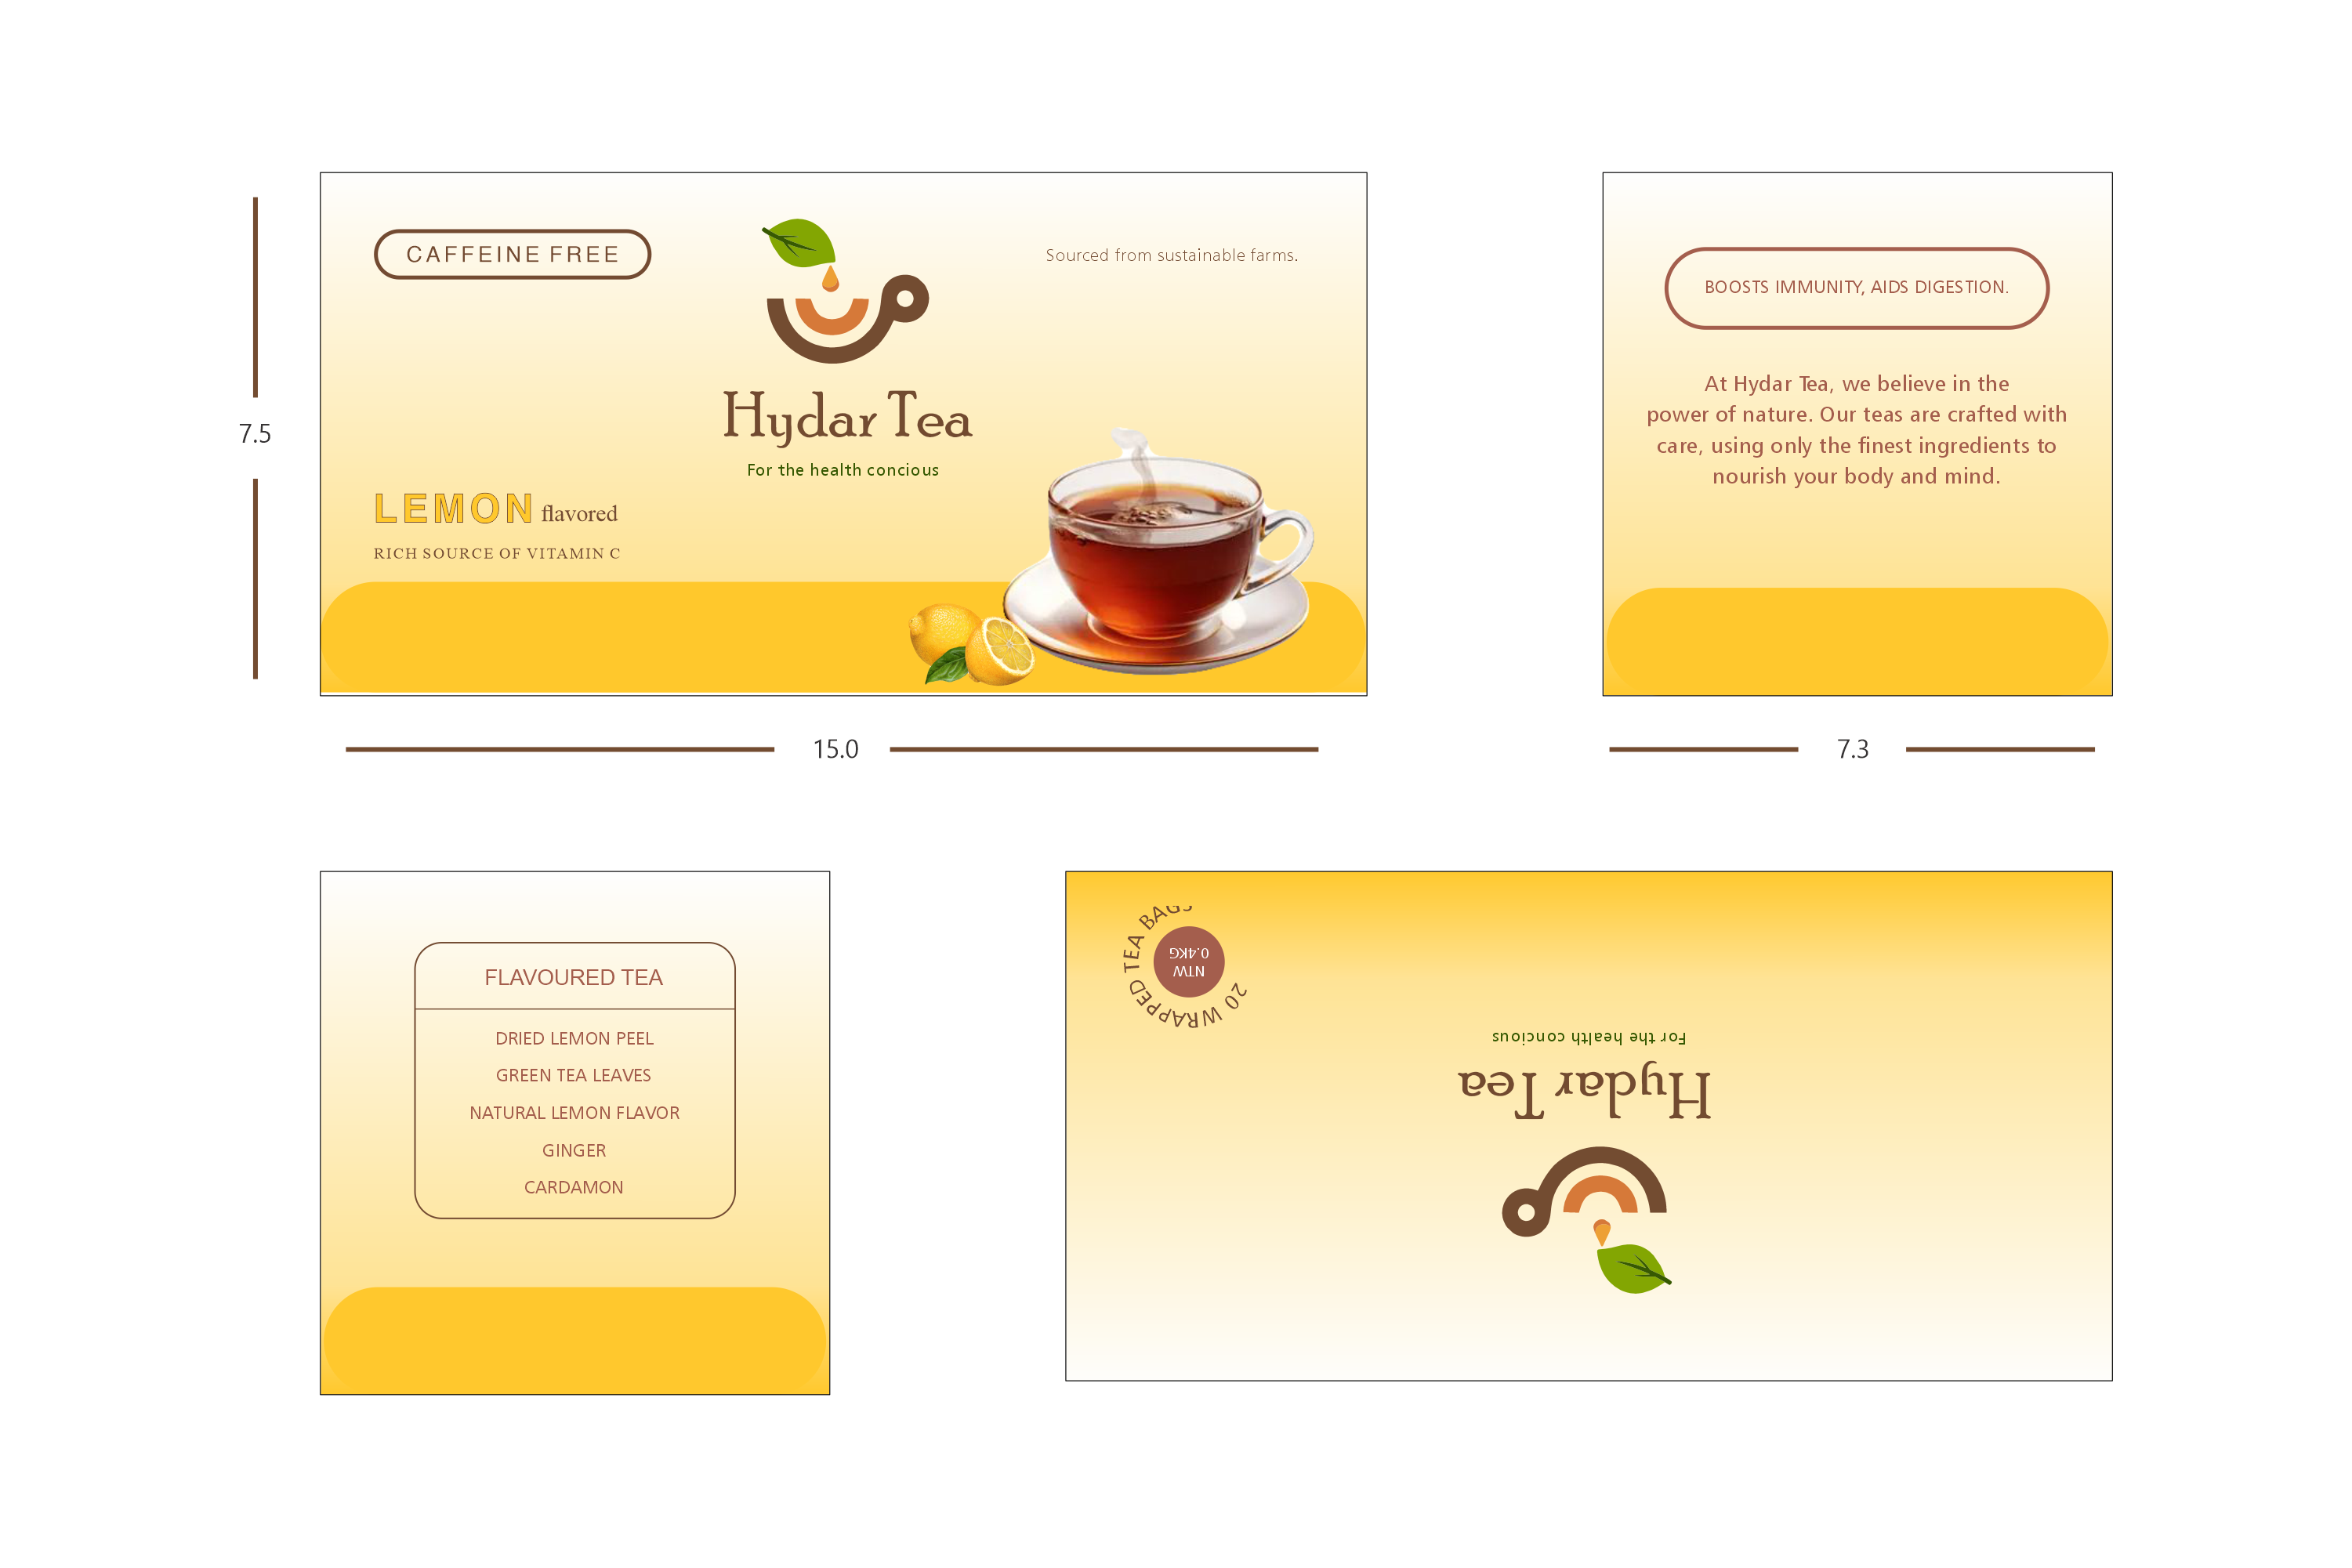 CAFFEINE FREE
Sourced from sustainable farms.
Hydar Tea
For the health concious
LEMON flavored
RICH SOURCE OF VITAMIN C
7.5
15.0
BOOSTS IMMUNITY, AIDS DIGESTION.
At Hydar Tea, we believe in the
power of nature. Our teas are crafted with
care, using only the finest ingredients to
nourish your body and mind.
7.3
FLAVOURED TEA
DRIED LEMON PEEL
GREEN TEA LEAVES
NATURAL LEMON FLAVOR
GINGER
CARDAMON
20 WRAPPED TEA BAGS
NTW
0.4KG
Hydar Tea
For the health concious